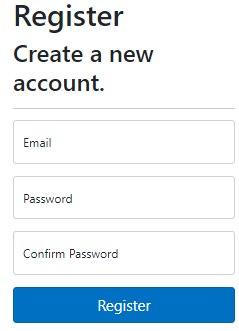 Register
Create a new
account.
Email
Password
Confirm Password
Register